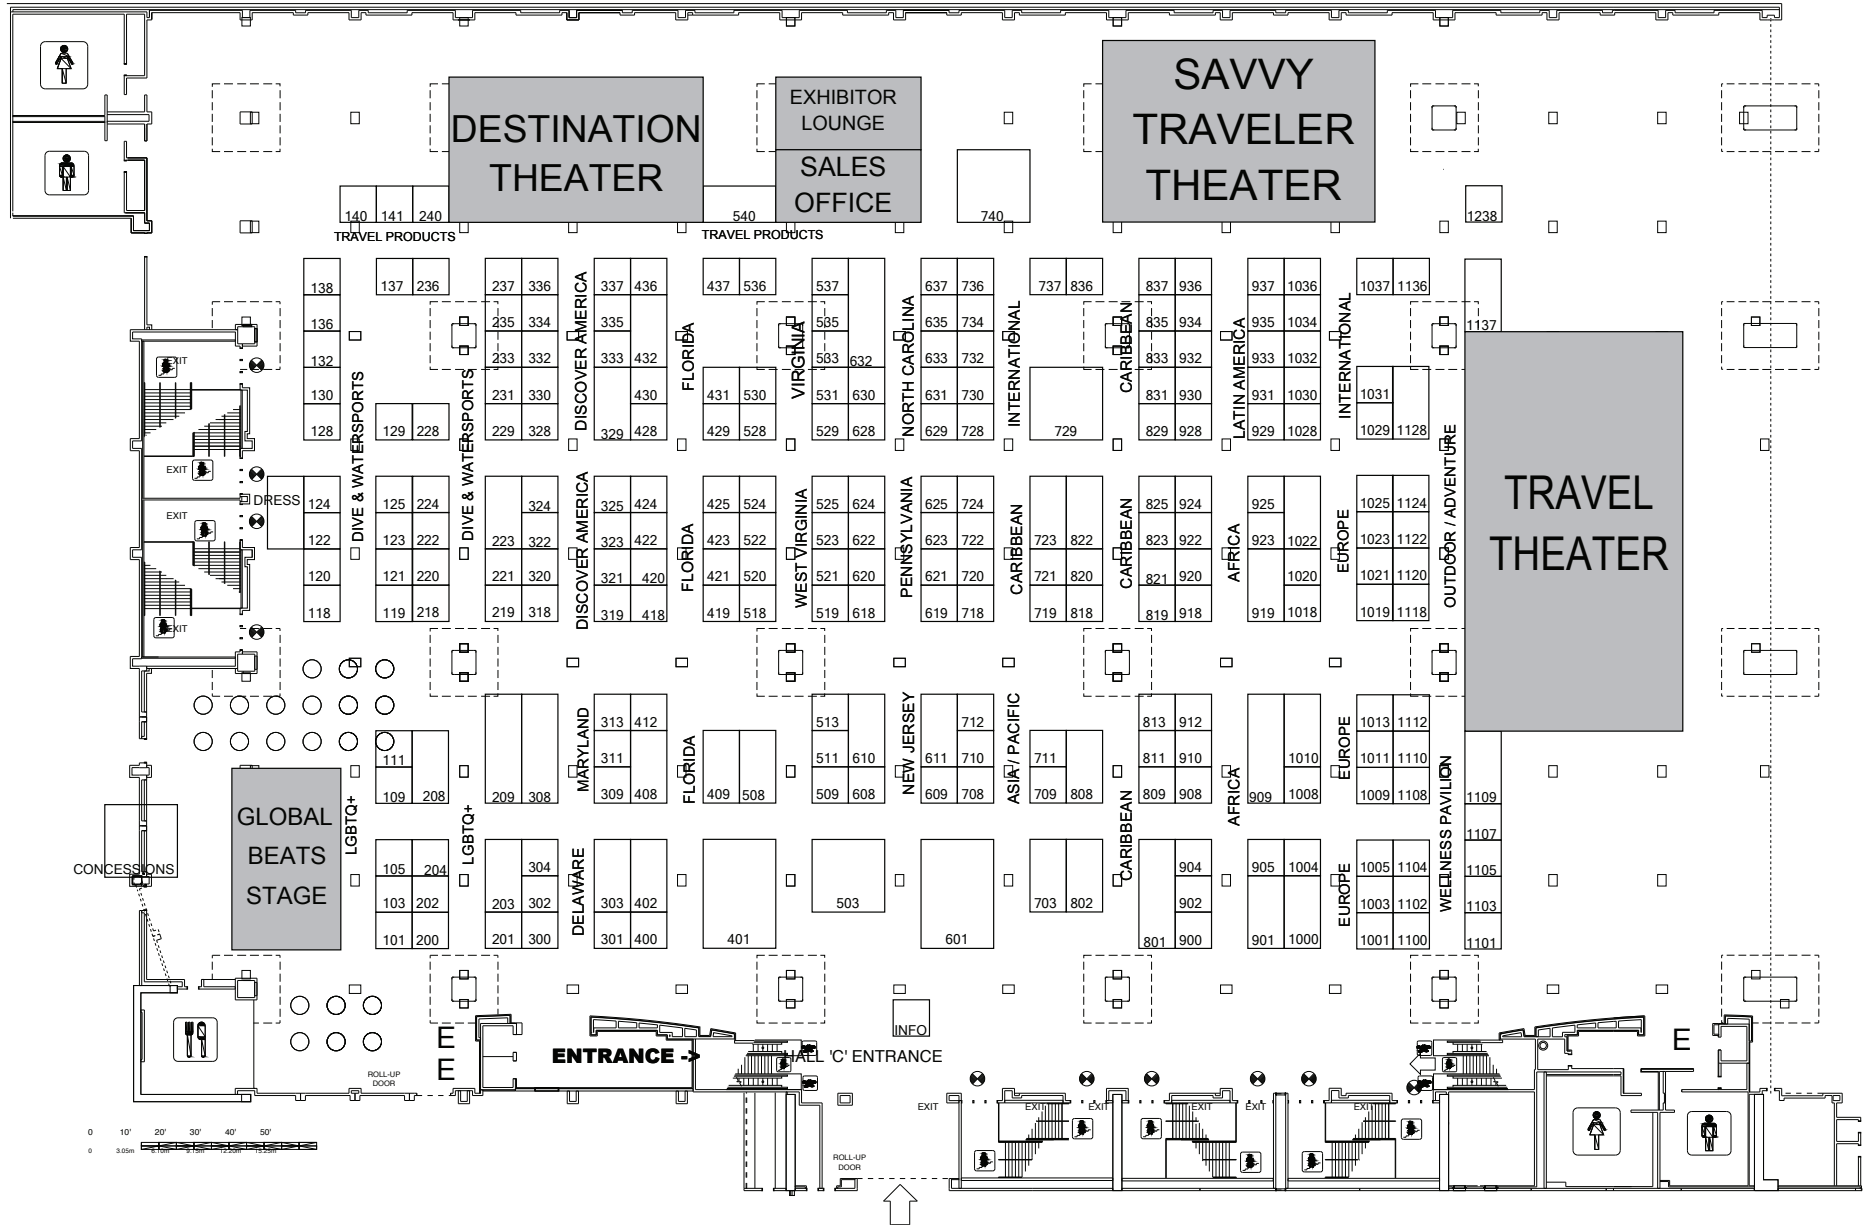 SAVVY
TRAVELER
THEATER
DESTINATION
THEATER
EXHIBITOR
LOUNGE
SALES
OFFICE
140 141 240
540
740
1238
TRAVEL PRODUCTS
TRAVEL PRODUCTS
138 137 236 237 336 337 436 437 536 537 637 736 737 836 837 936 937 1036 1037 1136
136 235 334 335 535 635 734 835 934 935 1034 1137
132 233 332 333 432 533 632 633 732 833 932 933 1032
130 231 330 430 431 530 531 630 631 730 831 930 931 1030 1031
128 129 228 229 328 329 428 429 528 529 628 629 728 729 829 928 929 1028 1029 1128
DIVE & WATERSPORTS
DIVE & WATERSPORTS
DISCOVER AMERICA
FLORIDA
VIRGINIA
NORTH CAROLINA
INTERNATIONAL
CARIBBEAN
LATIN AMERICA
INTERNATIONAL
OUTDOOR / ADVENTURE
EXIT
EXIT
EXIT
EXIT
DRESS
TRAVEL
THEATER
124 125 224 324 325 424 425 524 525 624 625 724 825 924 925 1025 1124
122 123 222 223 322 323 422 423 522 523 622 623 722 723 822 823 922 923 1022 1023 1122
120 121 220 221 320 321 420 421 520 521 620 621 720 721 820 821 920 1020 1021 1120
118 119 218 219 318 319 418 419 518 519 618 619 718 719 818 819 918 919 1018 1019 1118
DISCOVER AMERICA
FLORIDA
WEST VIRGINIA
PENNSYLVANIA
CARIBBEAN
CARIBBEAN
AFRICA
EUROPE
313 412 513 712 813 912 1013 1112
111 311 511 610 611 710 711 811 910 1010 1011 1110
109 208 209 308 309 408 409 508 509 608 609 708 709 808 809 908 909 1008 1009 1108 1109
1107
LGBTQ+
LGBTQ+
MARYLAND
FLORIDA
NEW JERSEY
ASIA / PACIFIC
CARIBBEAN
AFRICA
EUROPE
WELLNESS PAVILION
GLOBAL
BEATS
STAGE
CONCESSIONS
105 204 304 904 905 1004 1005 1104 1105
103 202 203 302 303 402 503 703 802 902 1003 1102 1103
101 200 201 300 301 400 401 601 801 900 901 1000 1001 1100 1101
DELAWARE
EUROPE
INFO
E
E
ENTRANCE ->
HALL 'C' ENTRANCE
E
ROLL-UP
DOOR
EXIT
EXIT
EXIT
EXIT
EXIT
EXIT
ROLL-UP
DOOR
0 10' 20' 30' 40' 50'
0 3.05m 6.10m 9.15m 12.20m 15.25m